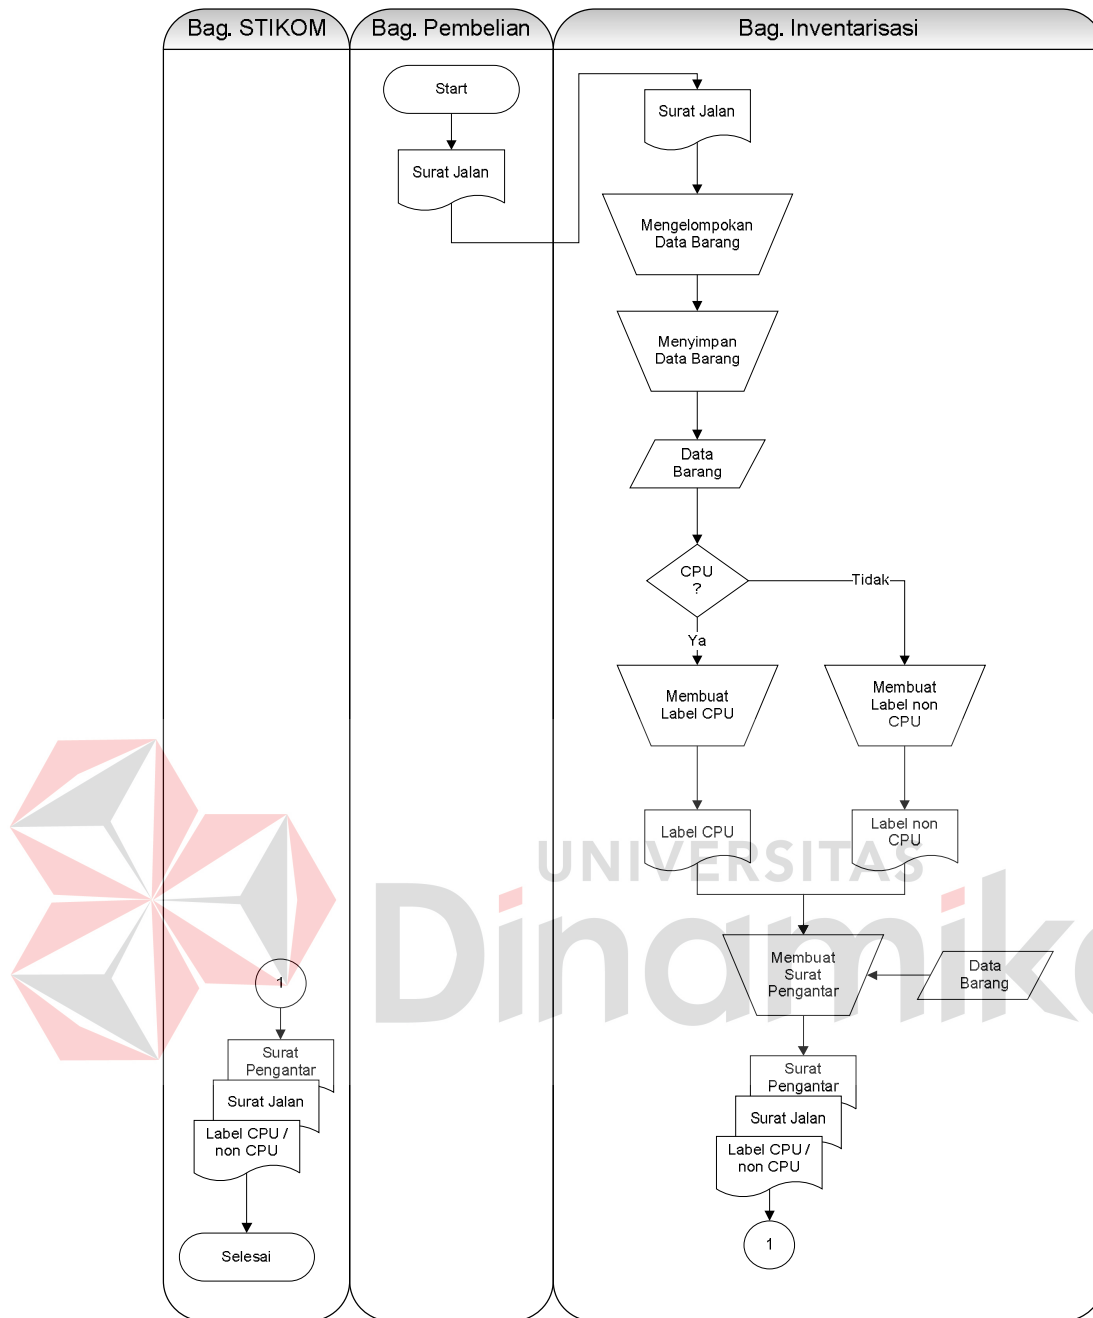 Bag. STIKOM
Bag. Pembelian
Bag. Inventarisasi
Start
Surat Jalan
Surat Jalan
Mengelompokan
Data Barang
Menyimpan
Data Barang
Data
Barang
CPU
?
Tidak
Ya
Membuat
Label CPU
Membuat
Label non
CPU
Label CPU
Label non
CPU
UNIVERSITAS
Dinamika
Membuat
Surat
Pengantar
Data
Barang
Surat
Pengantar
Surat Jalan
Label CPU /
non CPU
1
1
Surat
Pengantar
Surat Jalan
Label CPU /
non CPU
Selesai